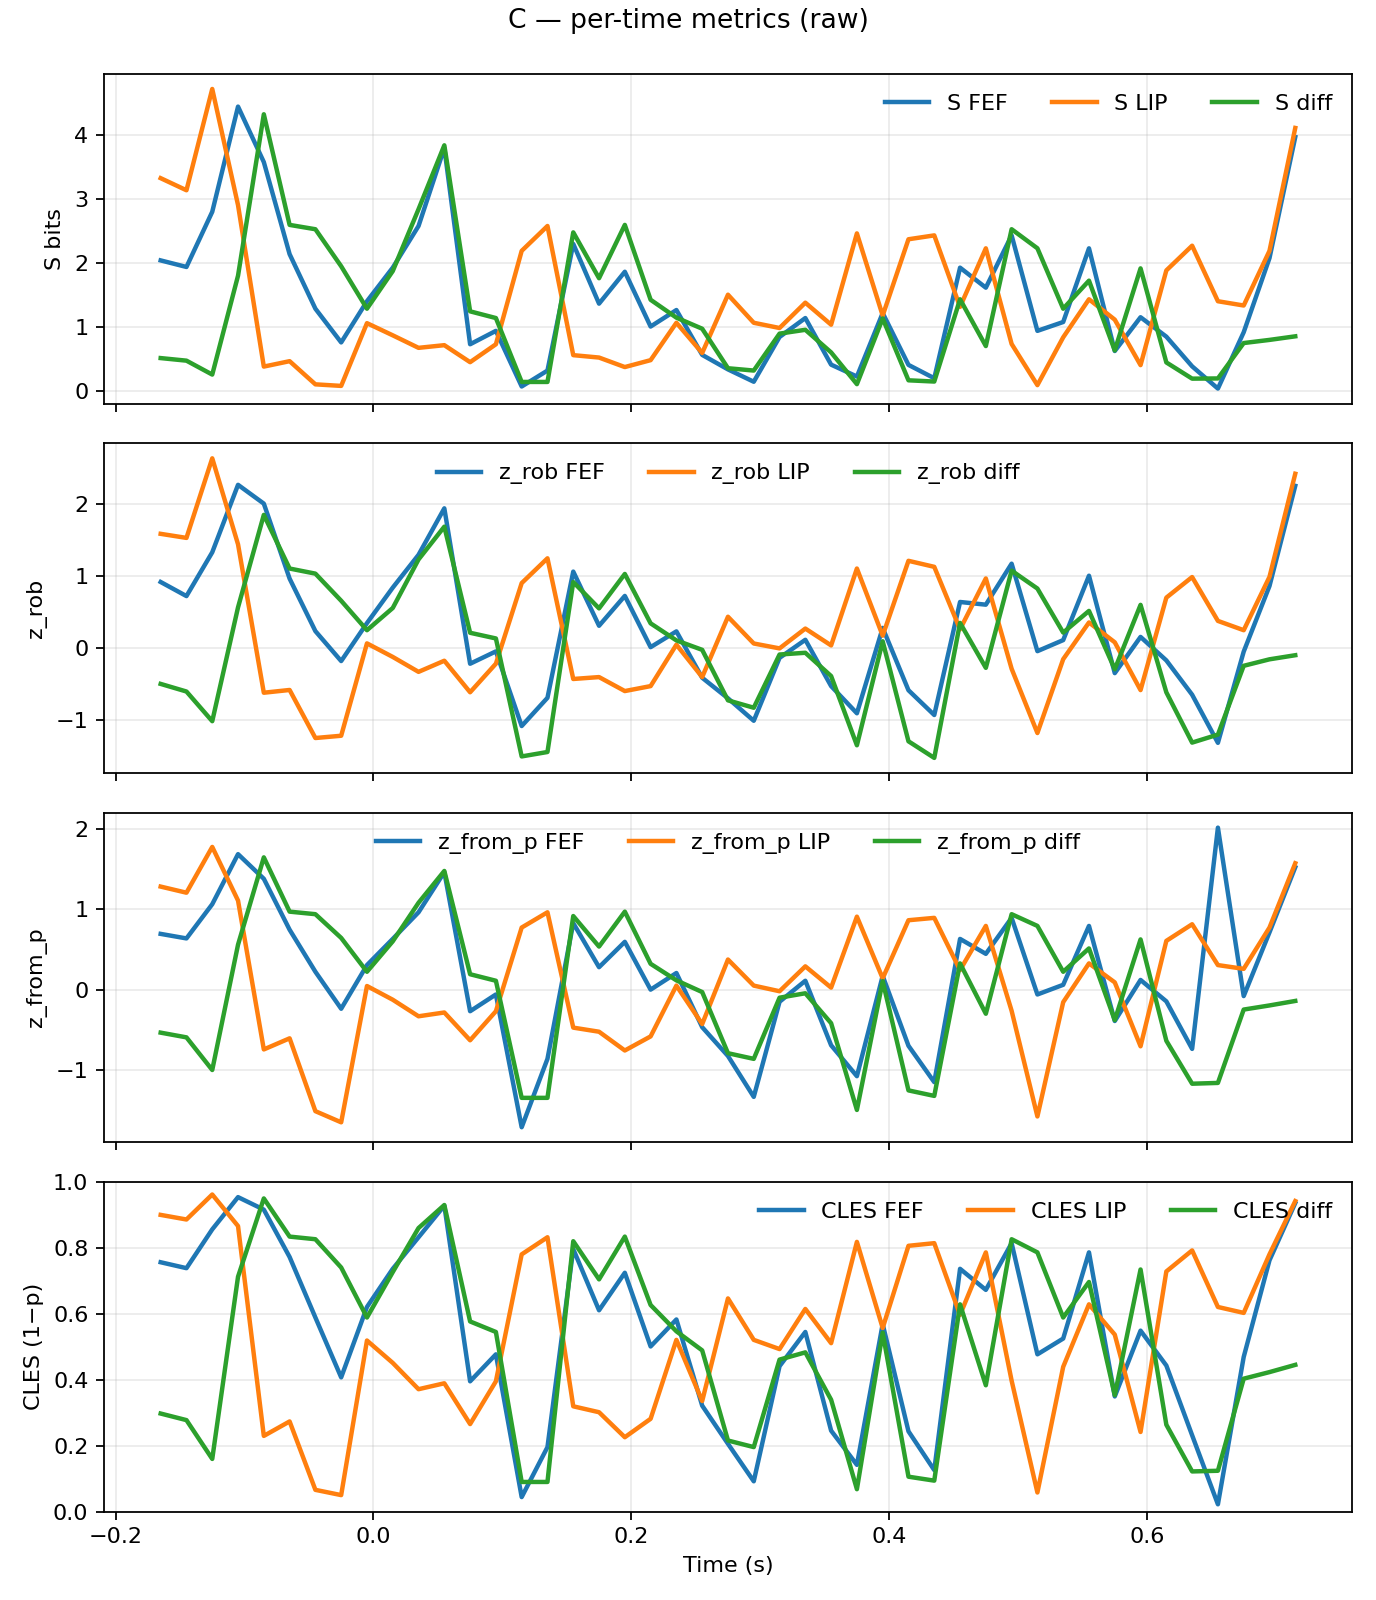 C — per-time metrics (raw)
S FEF S LIP S diff
S bits
4
3
2
1
0
z_rob FEF z_rob LIP z_rob diff
z_rob
2
1
0
−1
z_from_p FEF z_from_p LIP z_from_p diff
z_from_p
2
1
0
−1
CLES FEF CLES LIP CLES diff
CLES (1−p)
1.0
0.8
0.6
0.4
0.2
0.0
−0.2 0.0 0.2 0.4 0.6
Time (s)